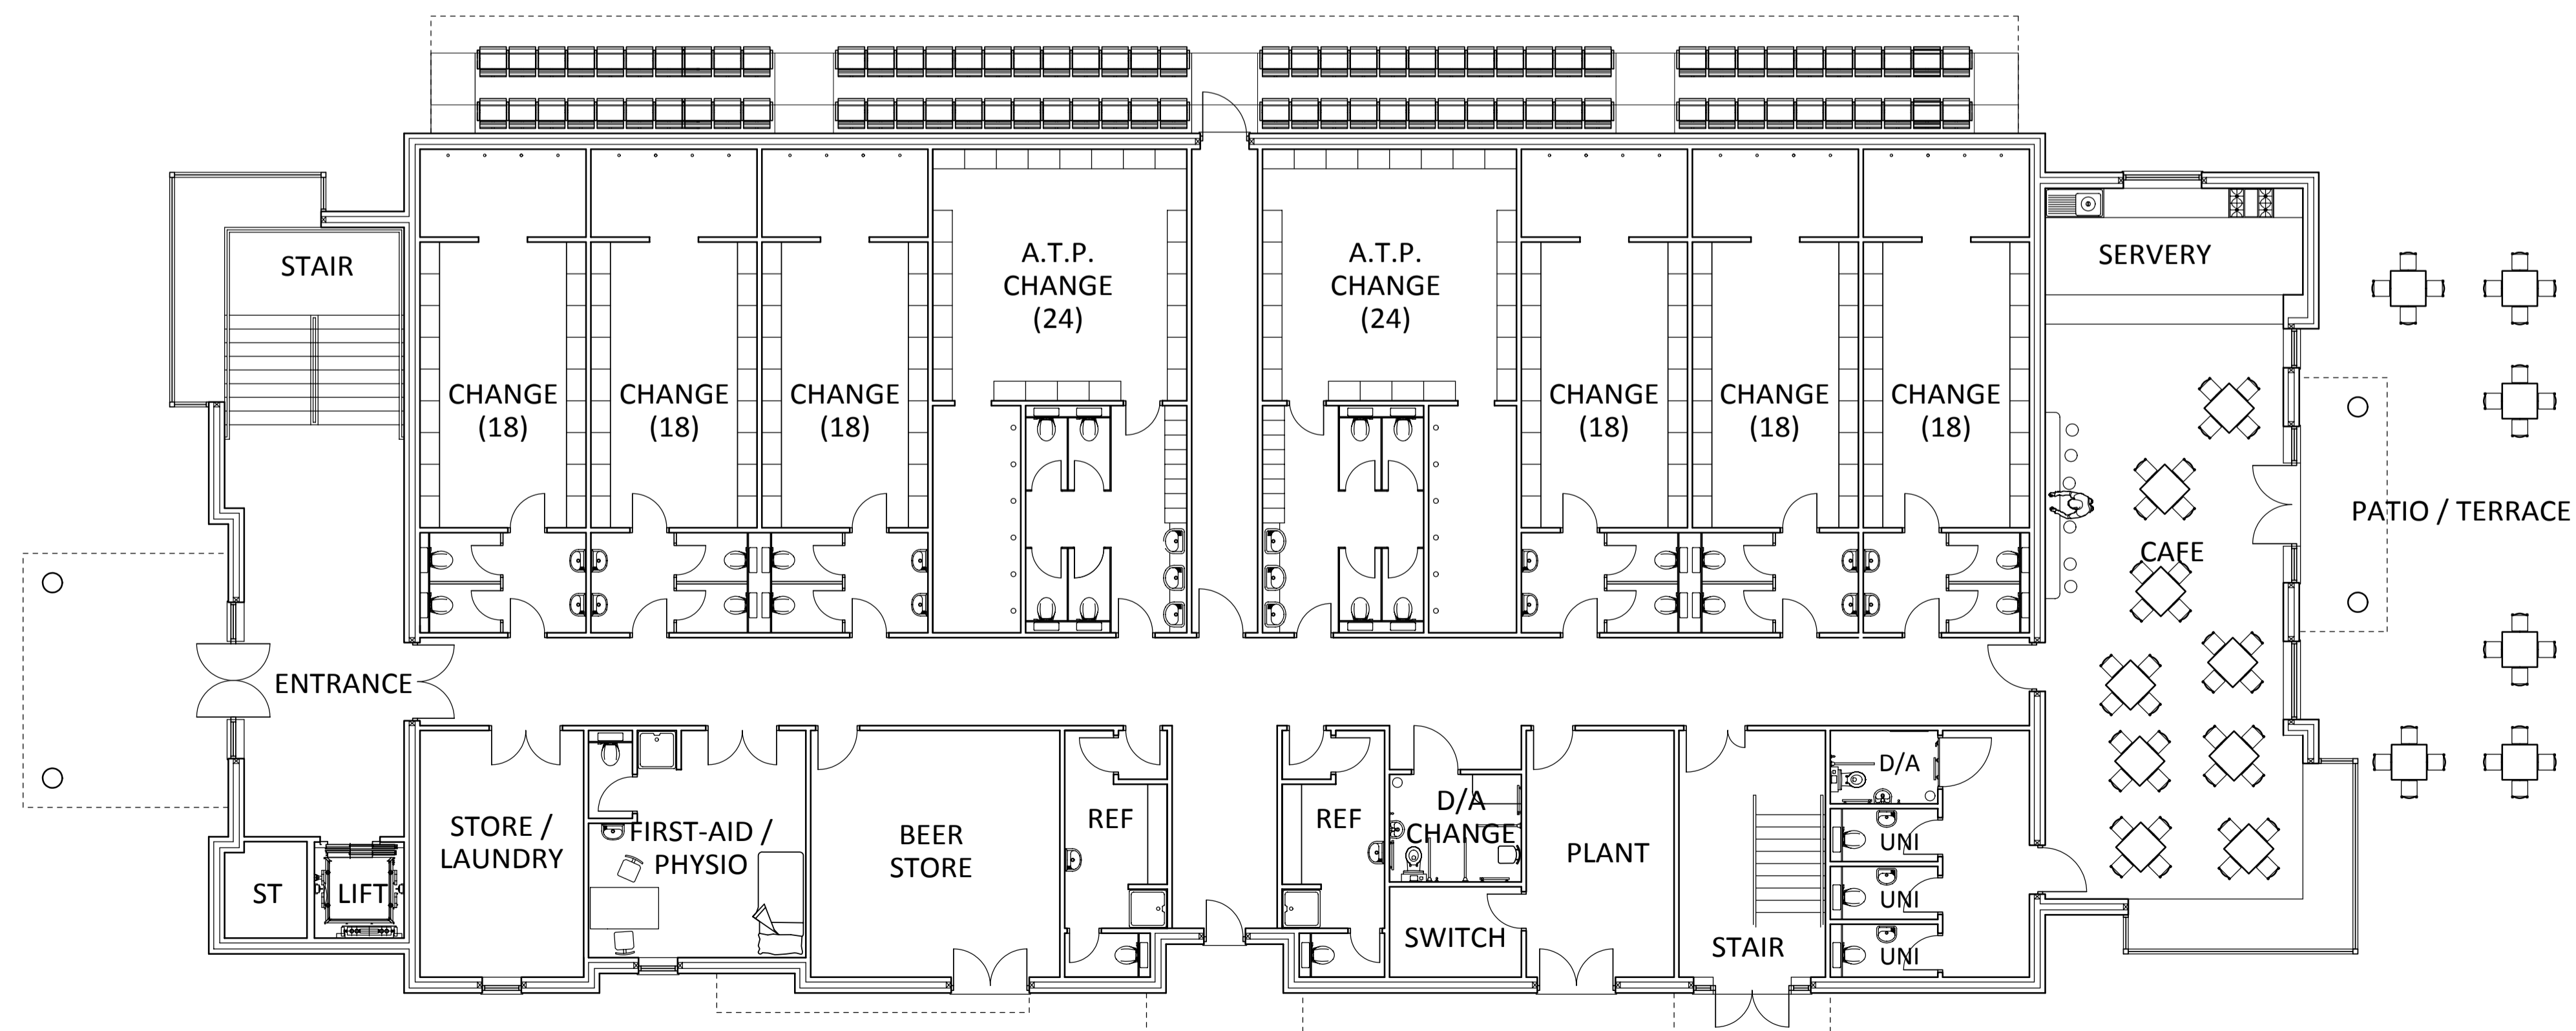 STAIR
CHANGE
(18)
CHANGE
(18)
CHANGE
(18)
A.T.P.
CHANGE
(24)
A.T.P.
CHANGE
(24)
CHANGE
(18)
CHANGE
(18)
CHANGE
(18)
SERVERY
PATIO / TERRACE
CAFE
ENTRANCE
ST
LIFT
STORE /
LAUNDRY
FIRST-AID /
PHYSIO
BEER
STORE
REF
REF
D/A
CHANGE
SWITCH
PLANT
STAIR
D/A
UNI
UNI
UNI